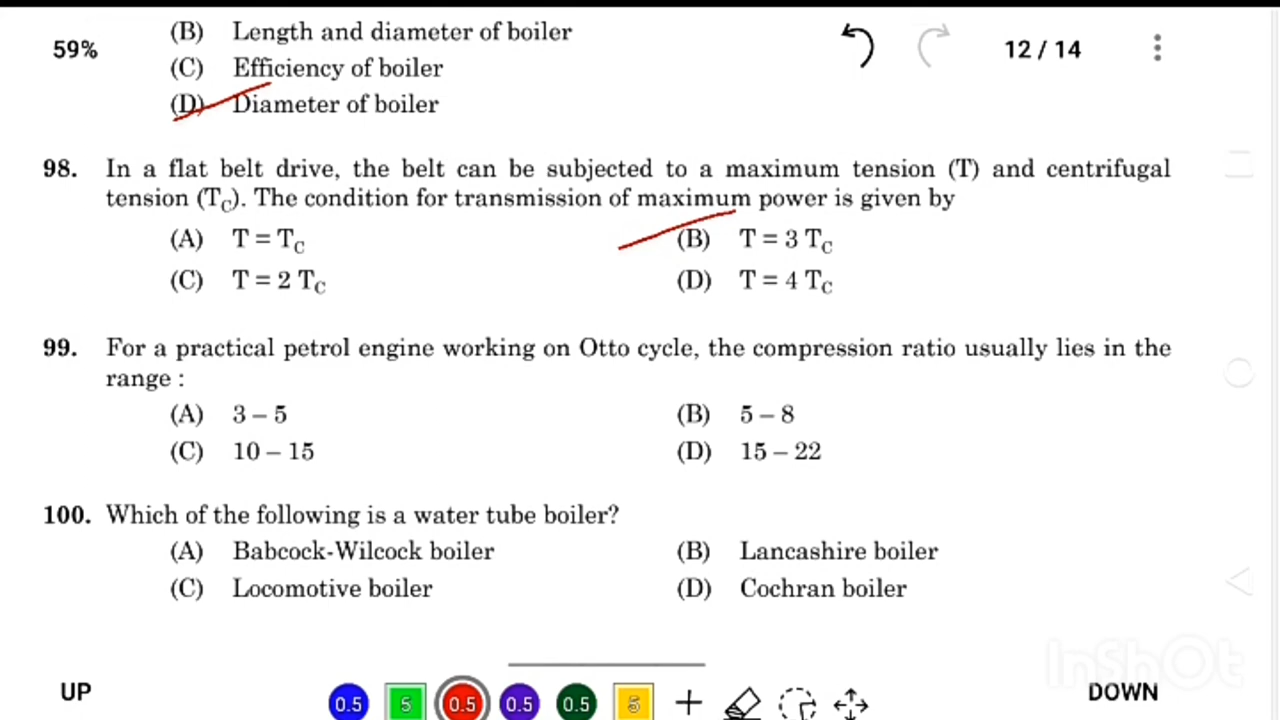 (B) Length and diameter of boiler
59%
12 / 14
(C) Efficiency of boiler
(D) Diameter of boiler
98. In a flat belt drive, the belt can be subjected to a maximum tension (T) and centrifugal
tension (T_C). The condition for transmission of maximum power is given by
(A) T = T_C (B) T = 3 T_C
(C) T = 2 T_C (D) T = 4 T_C
99. For a practical petrol engine working on Otto cycle, the compression ratio usually lies in the
range :
(A) 3 – 5 (B) 5 – 8
(C) 10 – 15 (D) 15 – 22
100. Which of the following is a water tube boiler?
(A) Babcock-Wilcock boiler (B) Lancashire boiler
(C) Locomotive boiler (D) Cochran boiler
InShOt
UP
DOWN
0.5 5 0.5 0.5 0.5 5